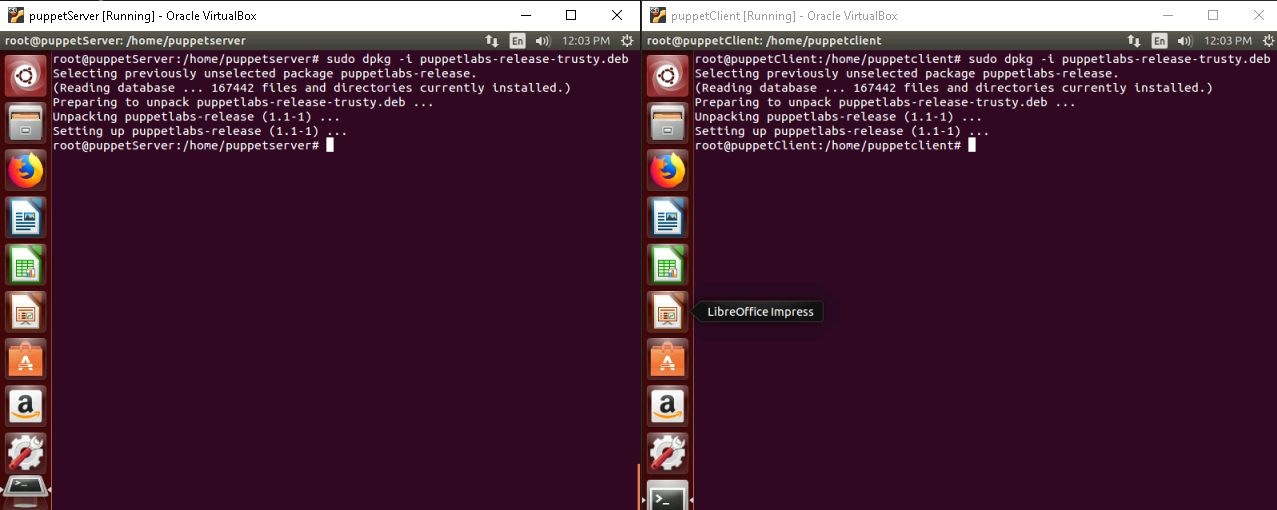 puppetServer [Running] - Oracle VirtualBox
root@puppetServer: /home/puppetserver En 12:03 PM
root@puppetServer:/home/puppetserver# sudo dpkg -i puppetlabs-release-trusty.deb
Selecting previously unselected package puppetlabs-release.
(Reading database ... 167442 files and directories currently installed.)
Preparing to unpack puppetlabs-release-trusty.deb ...
Unpacking puppetlabs-release (1.1-1) ...
Setting up puppetlabs-release (1.1-1) ...
root@puppetServer:/home/puppetserver#
puppetClient [Running] - Oracle VirtualBox
root@puppetClient: /home/puppetclient En 12:03 PM
root@puppetClient:/home/puppetclient# sudo dpkg -i puppetlabs-release-trusty.deb
Selecting previously unselected package puppetlabs-release.
(Reading database ... 167442 files and directories currently installed.)
Preparing to unpack puppetlabs-release-trusty.deb ...
Unpacking puppetlabs-release (1.1-1) ...
Setting up puppetlabs-release (1.1-1) ...
root@puppetClient:/home/puppetclient#
LibreOffice Impress